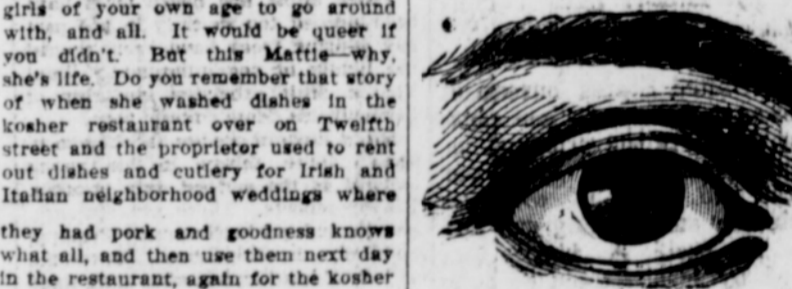 girls of your own age to go around
with, and all. It would be queer if
you didn't. But this Mattie—why,
she's life. Do you remember that story
of when she washed dishes in the
kosher restaurant over on Twelfth
street and the proprietor used to rent
out dishes and cutlery for Irish and
Italian neighborhood weddings where
they had pork and goodness knows
what all, and then use them next day
in the restaurant, again for the kosher